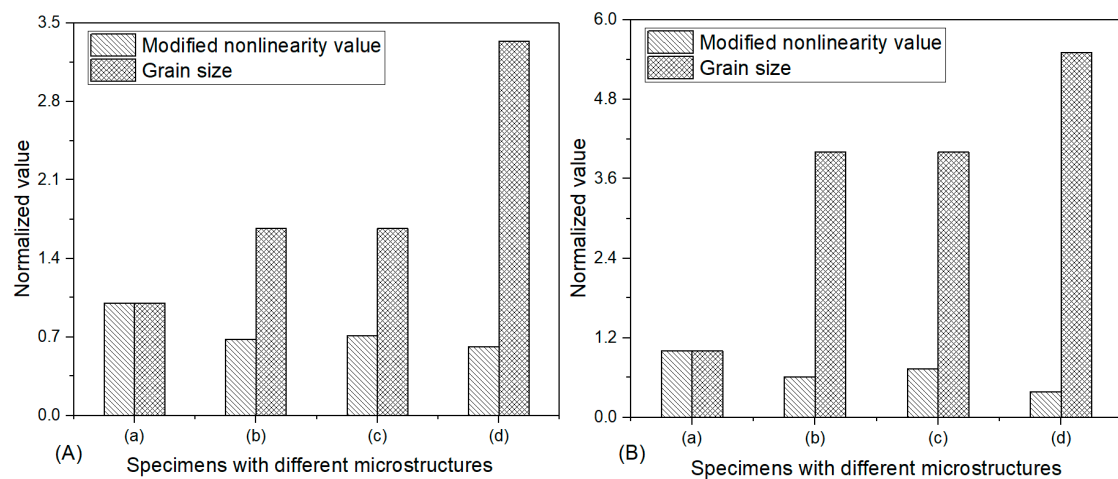 3.5
2.8
2.1
1.4
0.7
0.0
Normalized value
Modified nonlinearity value
Grain size
(a) (b) (c) (d)
(A)
Specimens with different microstructures
6.0
4.8
3.6
2.4
1.2
0.0
Normalized value
Modified nonlinearity value
Grain size
(a) (b) (c) (d)
(B)
Specimens with different microstructures